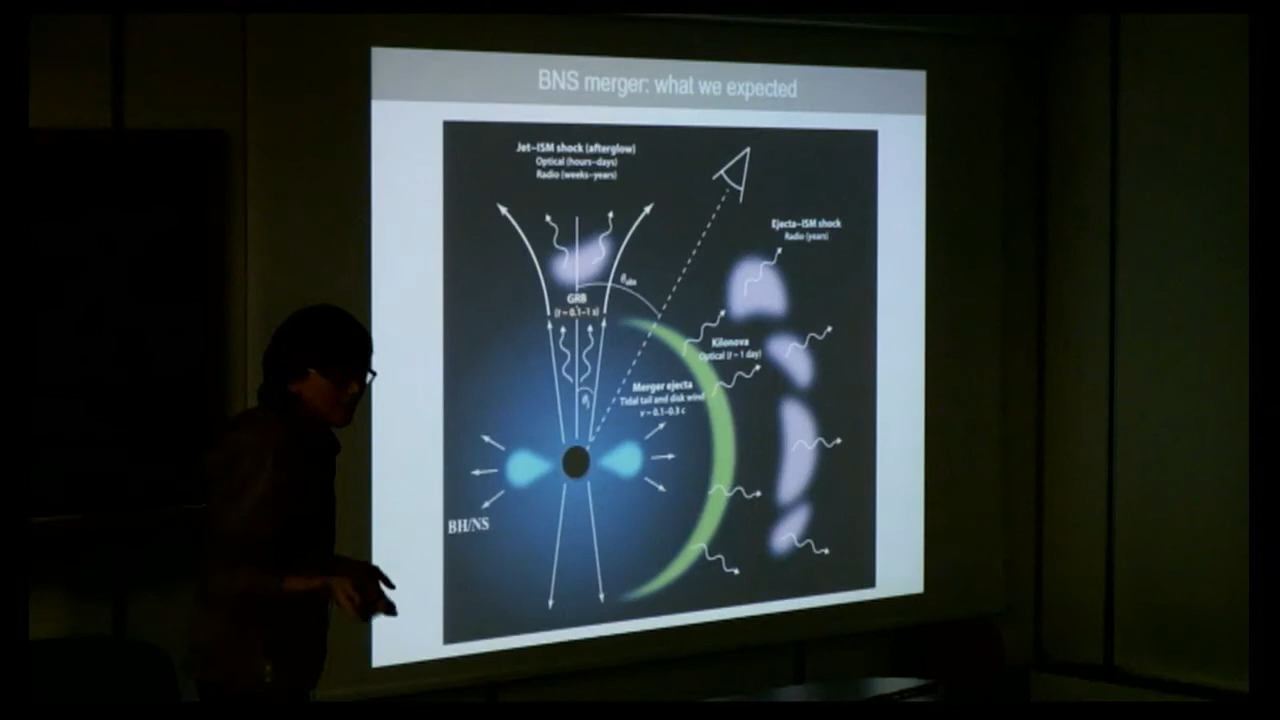 BNS merger: what we expected
Jet–ISM shock (afterglow)
Optical (hours–days)
Radio (weeks–years)
Ejecta–ISM shock
Radio (years)
θobs
GRB
(t ~ 0.1–1 s)
Kilonova
Optical (t ~ 1 day)
Merger ejecta
Tidal tail and disk wind
v ~ 0.1–0.3 c
θj
BH/NS